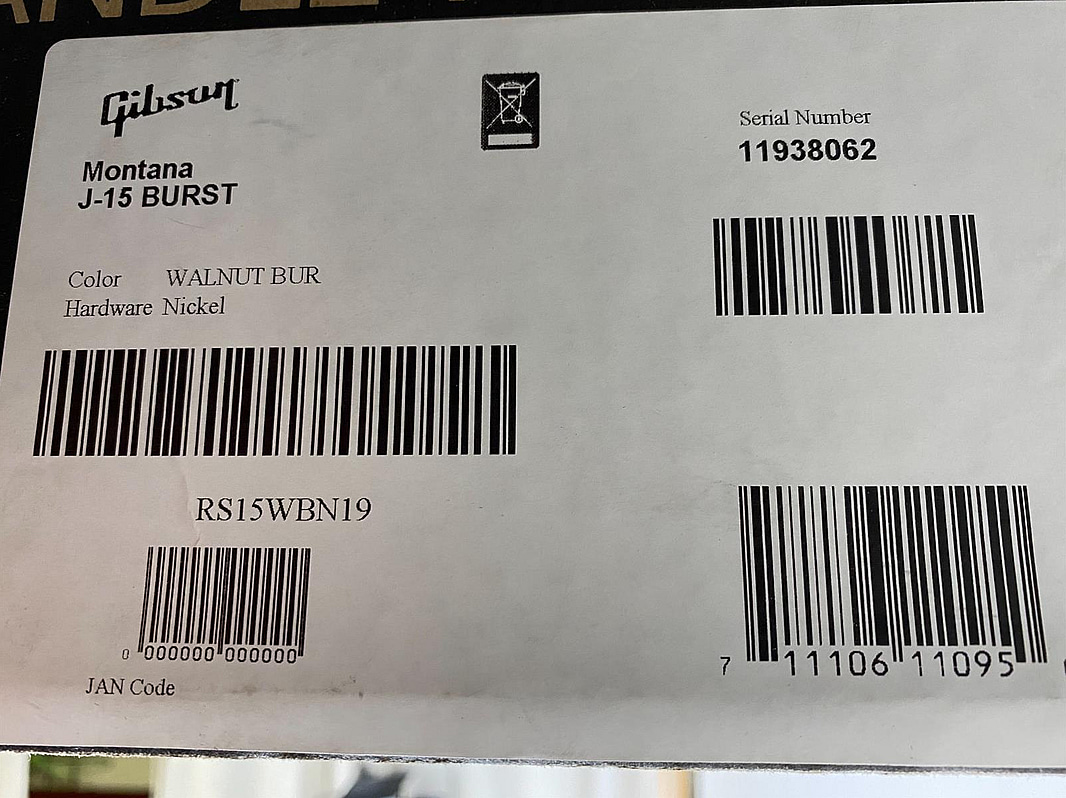 Gibson
Montana
J-15 BURST
Serial Number
11938062
Color WALNUT BUR
Hardware Nickel
RS15WBN19
0 000000 000000
JAN Code
7 11106 11095